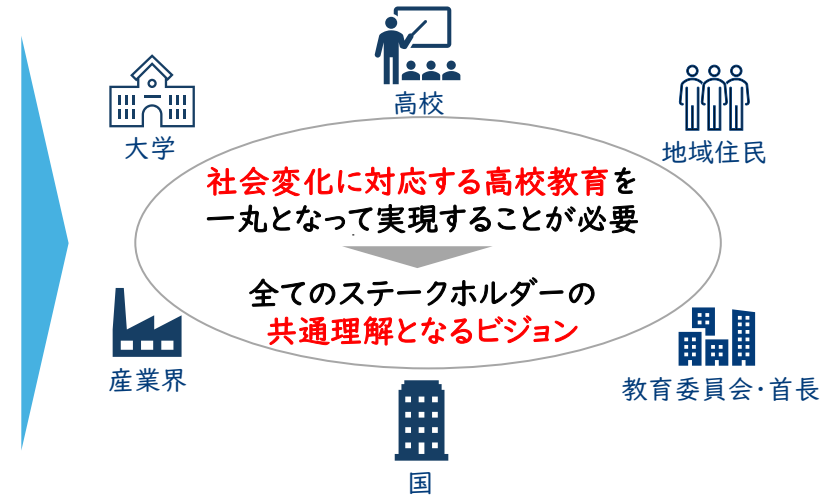 高校
大学
地域住民
社会変化に対応する高校教育を
一丸となって実現することが必要
全てのステークホルダーの
共通理解となるビジョン
産業界
教育委員会・首長
国